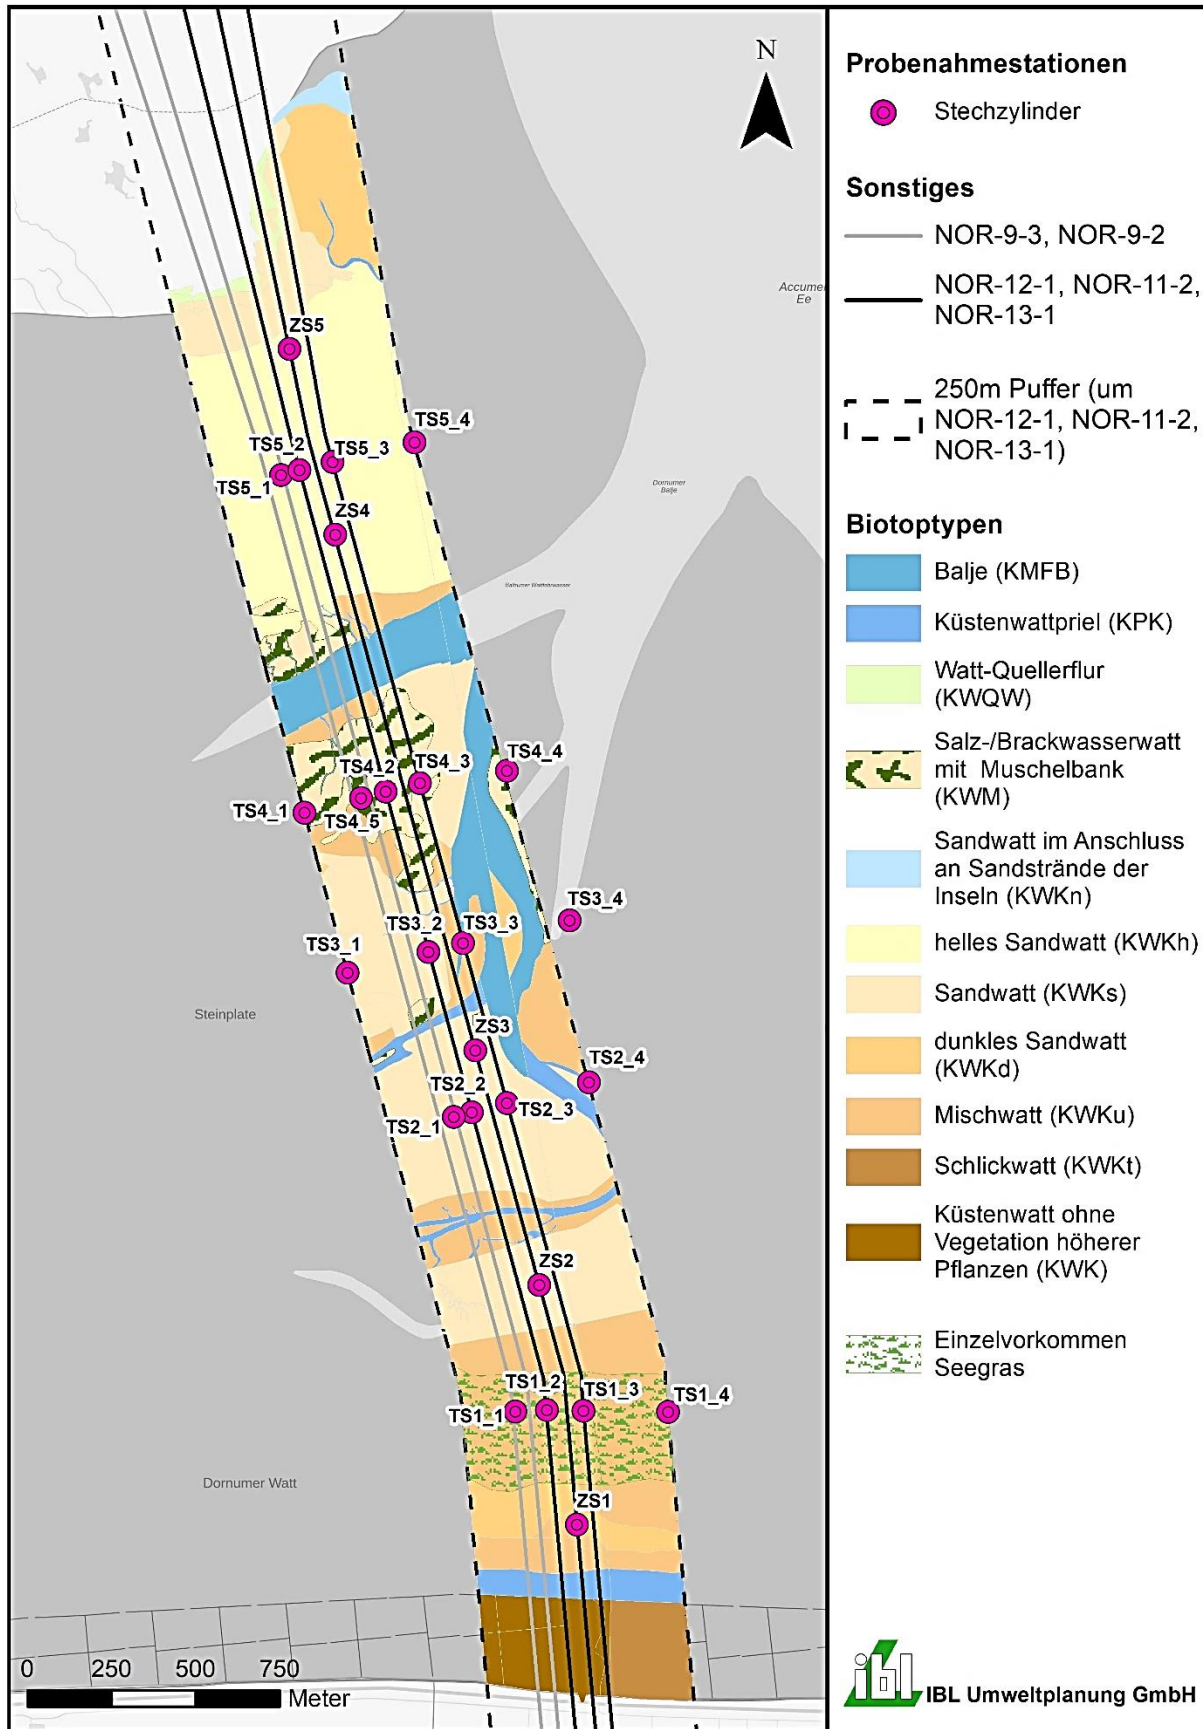 N
Accumer
Ee
Dornumer
Balje
ZS5
TS5_4
TS5_2
TS5_3
TS5_1
ZS4
TS4_4
TS4_2
TS4_3
TS4_1
TS4_5
TS3_4
TS3_2
TS3_3
TS3_1
Steinplate
ZS3
TS2_4
TS2_2
TS2_3
TS2_1
ZS2
TS1_2
TS1_3
TS1_4
TS1_1
Dornumer Watt
ZS1
0 250 500 750
Meter
Probenahmestationen
Stechzylinder
Sonstiges
NOR-9-3, NOR-9-2
NOR-12-1, NOR-11-2,
NOR-13-1
250m Puffer (um
NOR-12-1, NOR-11-2,
NOR-13-1)
Biotoptypen
Balje (KMFB)
Küstenwattpriel (KPK)
Watt-Quellerflur
(KWQW)
Salz-/Brackwasserwatt
mit Muschelbank
(KWM)
Sandwatt im Anschluss
an Sandstrände der
Inseln (KWKn)
helles Sandwatt (KWKh)
Sandwatt (KWKs)
dunkles Sandwatt
(KWKd)
Mischwatt (KWKu)
Schlickwatt (KWKt)
Küstenwatt ohne
Vegetation höherer
Pflanzen (KWK)
Einzelvorkommen
Seegras
ibl
IBL Umweltplanung GmbH